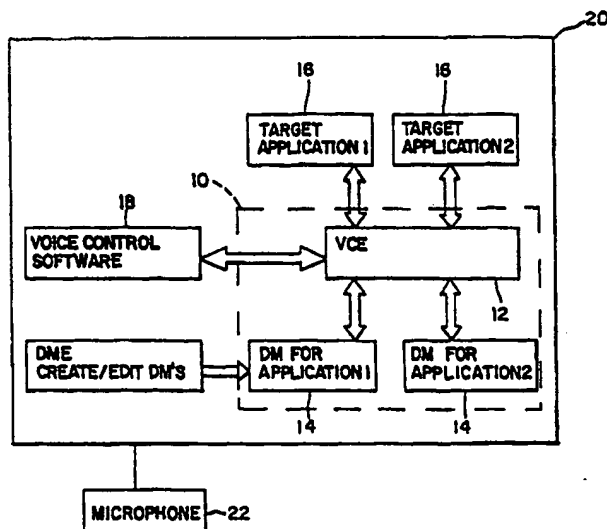 20
16
16
TARGET
APPLICATION 1
TARGET
APPLICATION 2
10
18
VOICE CONTROL
SOFTWARE
VCE
12
DME
CREATE/EDIT DM'S
DM FOR
APPLICATION 1
DM FOR
APPLICATION 2
14
14
MICROPHONE
22